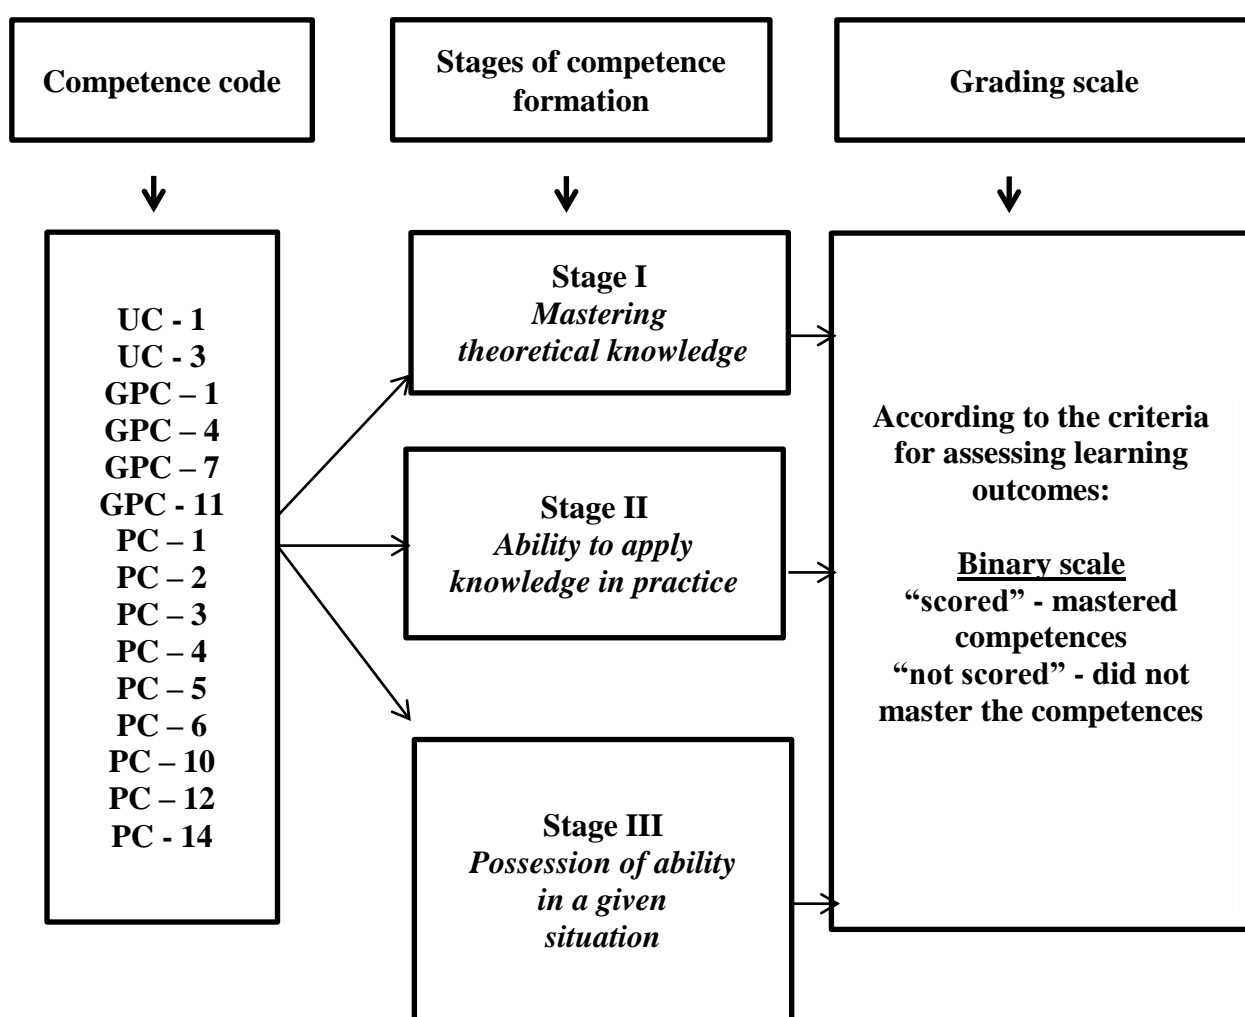 Competence code
Stages of competence
formation
Grading scale
UC - 1
UC - 3
GPC – 1
GPC – 4
GPC – 7
GPC - 11
PC – 1
PC – 2
PC – 3
PC – 4
PC – 5
PC – 6
PC – 10
PC – 12
PC - 14
Stage I
Mastering
theoretical knowledge
Stage II
Ability to apply
knowledge in practice
Stage III
Possession of ability
in a given
situation
According to the criteria
for assessing learning
outcomes:
Binary scale
“scored” - mastered
competences
“not scored” - did not
master the competences